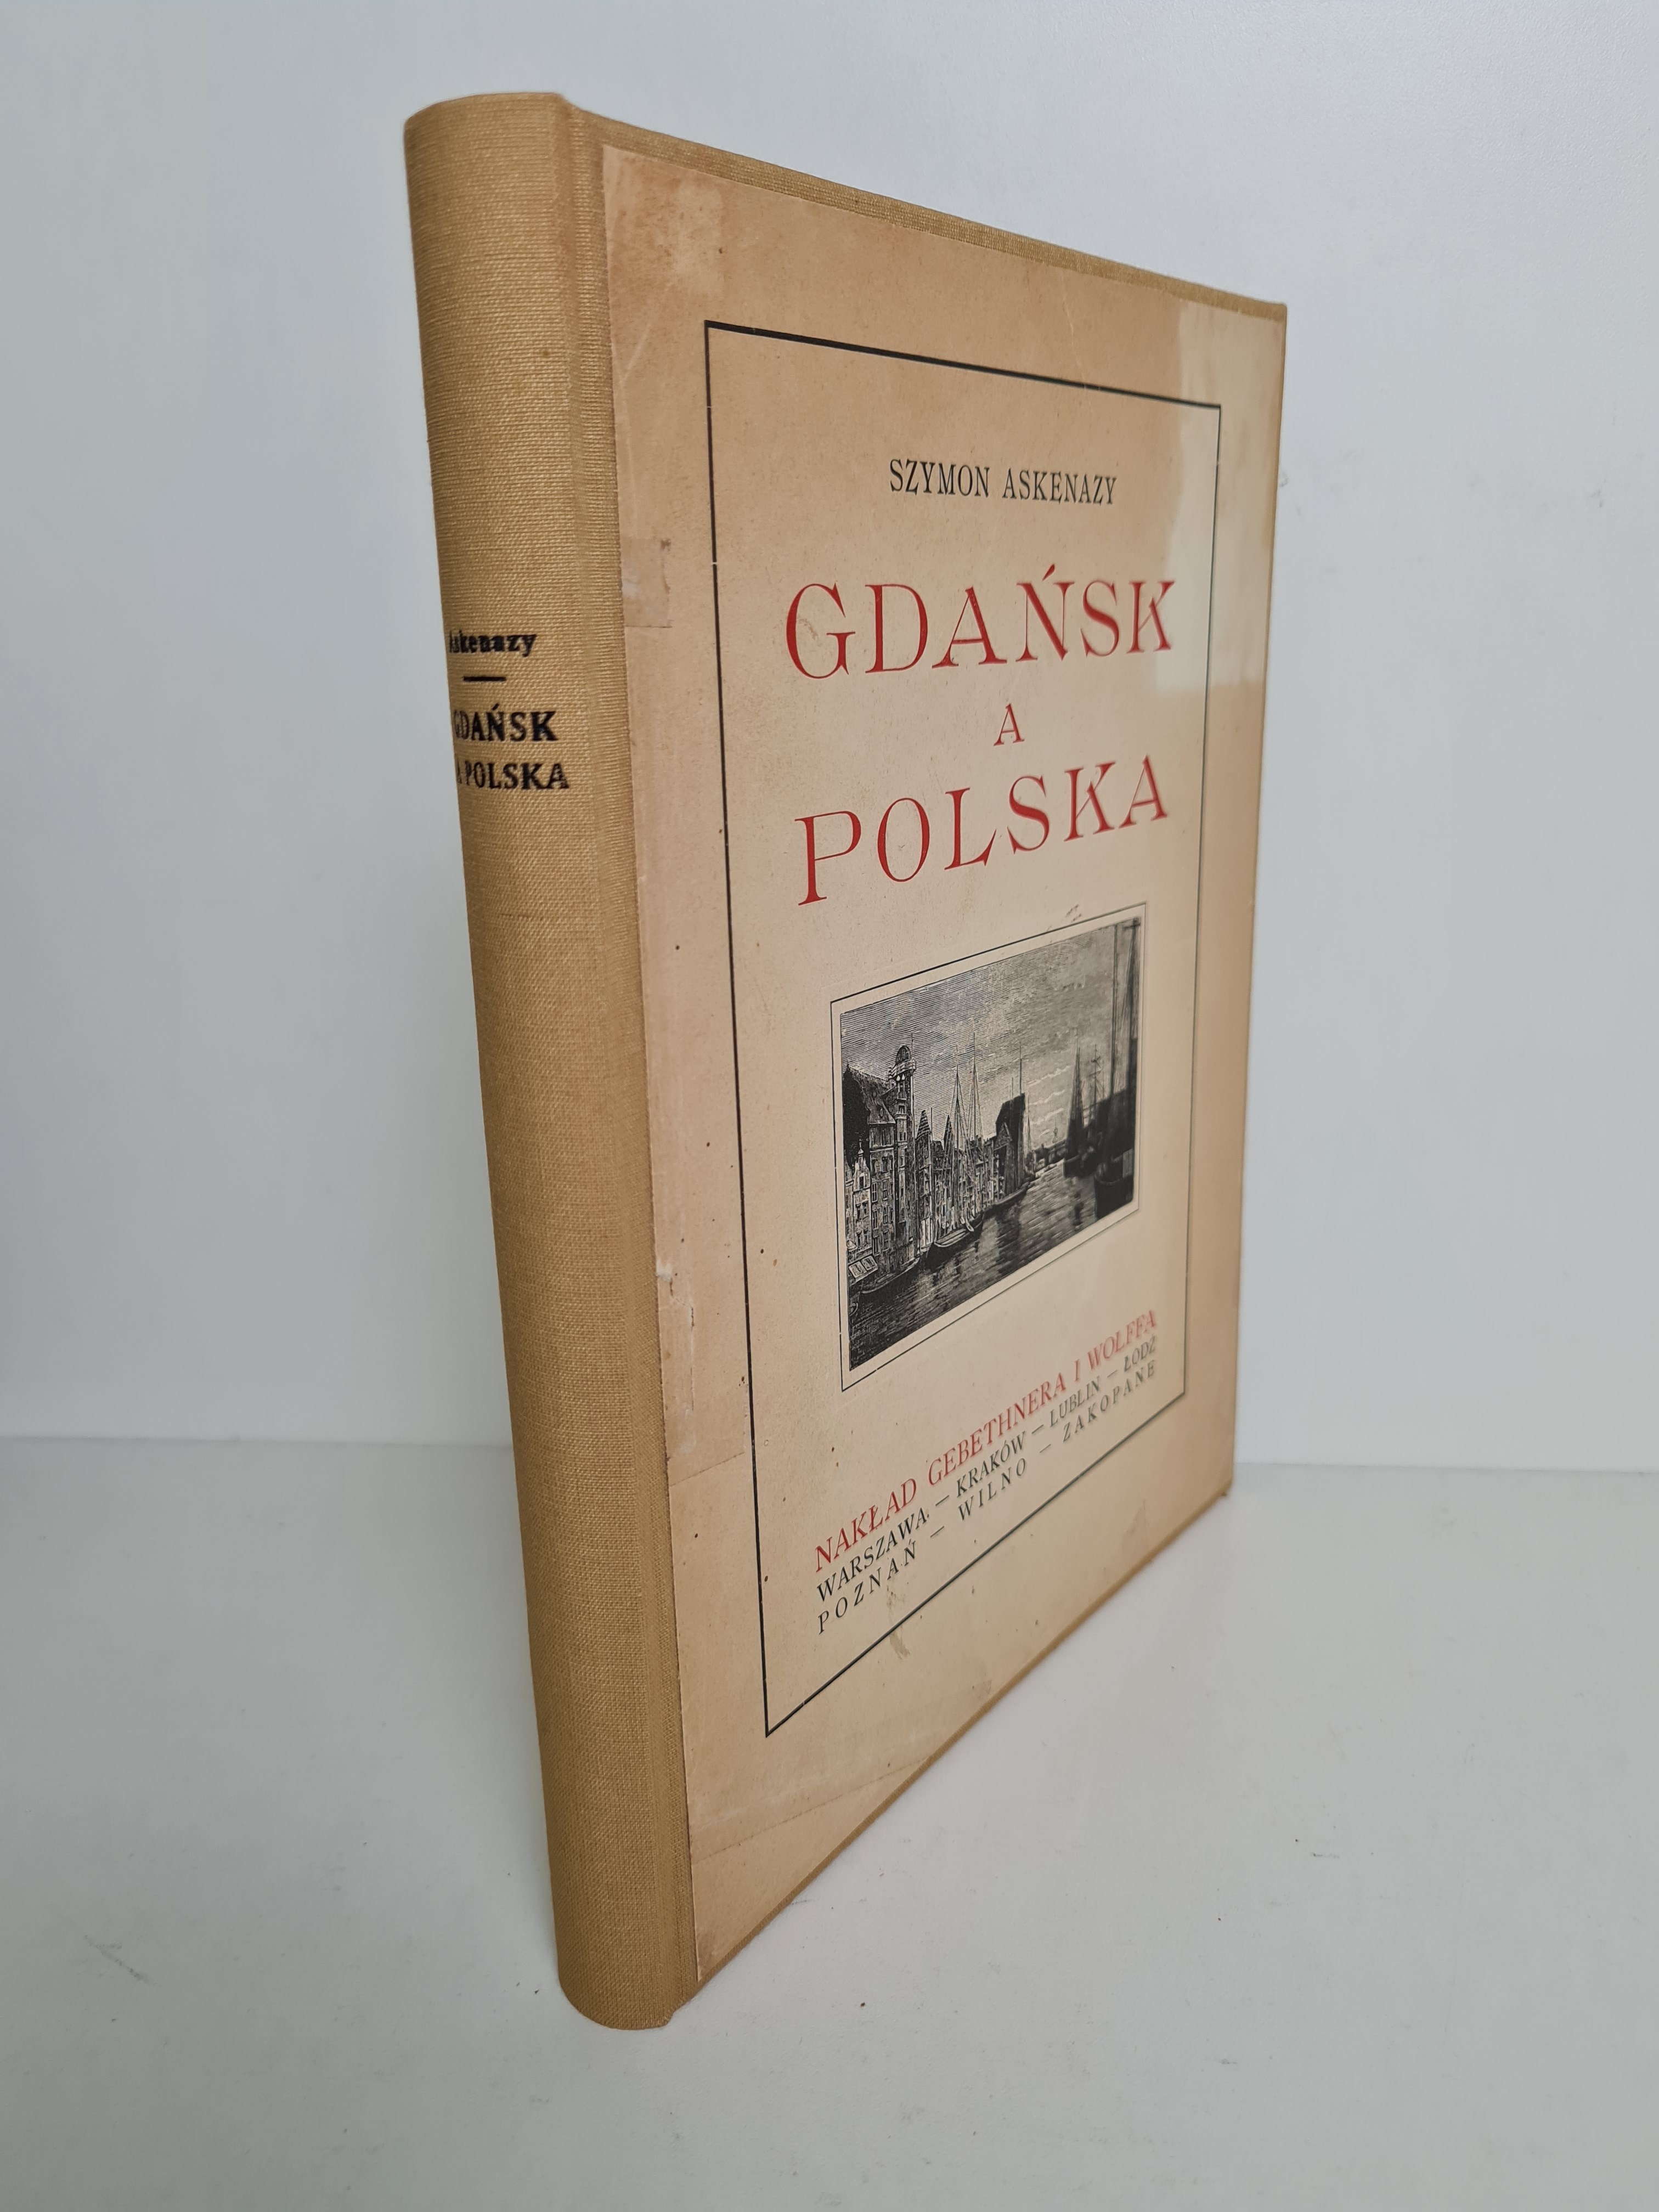 Askenazy
GDAŃSK
A POLSKA
SZYMON ASKENAZY
GDAŃSK
A
POLSKA
NAKŁAD GEBETHNERA I WOLFFA
WARSZAWA — KRAKÓW — LUBLIN — ŁÓDŹ
POZNAŃ — WILNO — ZAKOPANE